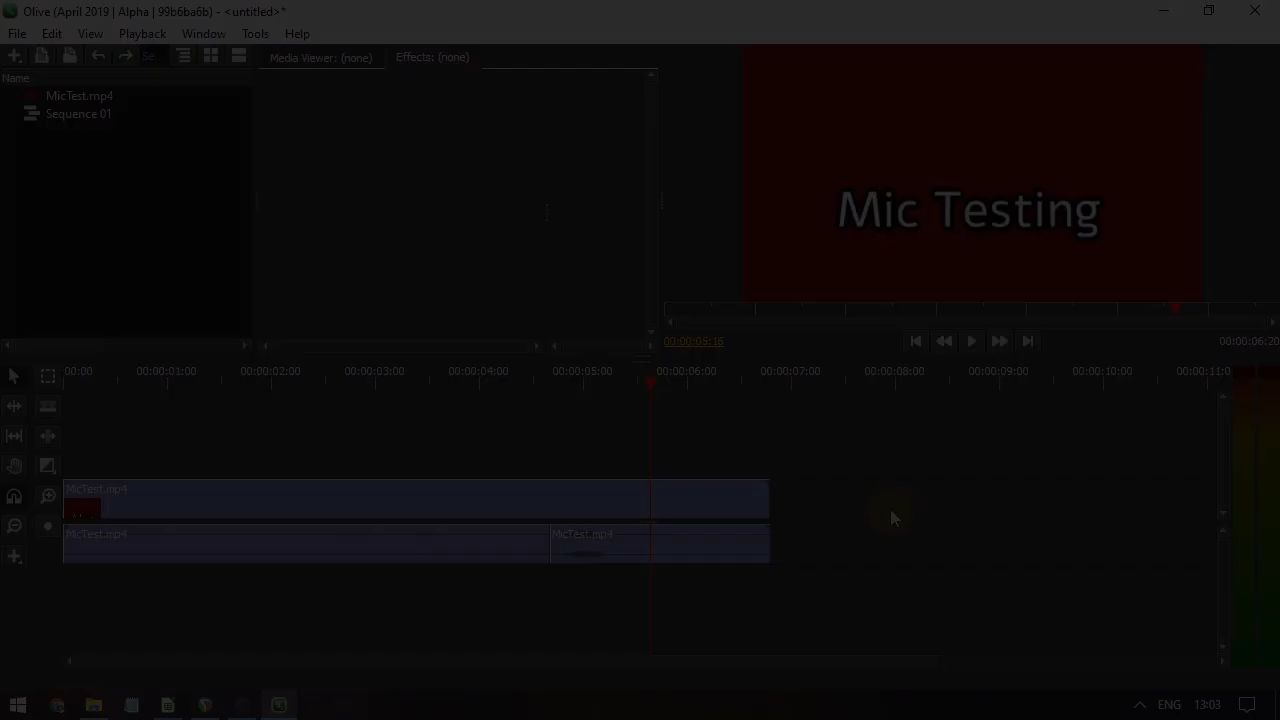 Olive (April 2019 | Alpha | 99b6ba6b) - <untitled>*
File Edit View Playback Window Tools Help
Se
Media Viewer: (none)
Effects: (none)
Name
MicTest.mp4
Sequence 01
Mic Testing
00:00:05:16
00:00:06:20
00:00 00:00:01:00 00:00:02:00 00:00:03:00 00:00:04:00 00:00:05:00 00:00:06:00 00:00:07:00 00:00:08:00 00:00:09:00 00:00:10:00 00:00:11:0
MicTest.mp4
MicTest.mp4
MicTest.mp4
ENG 13:03